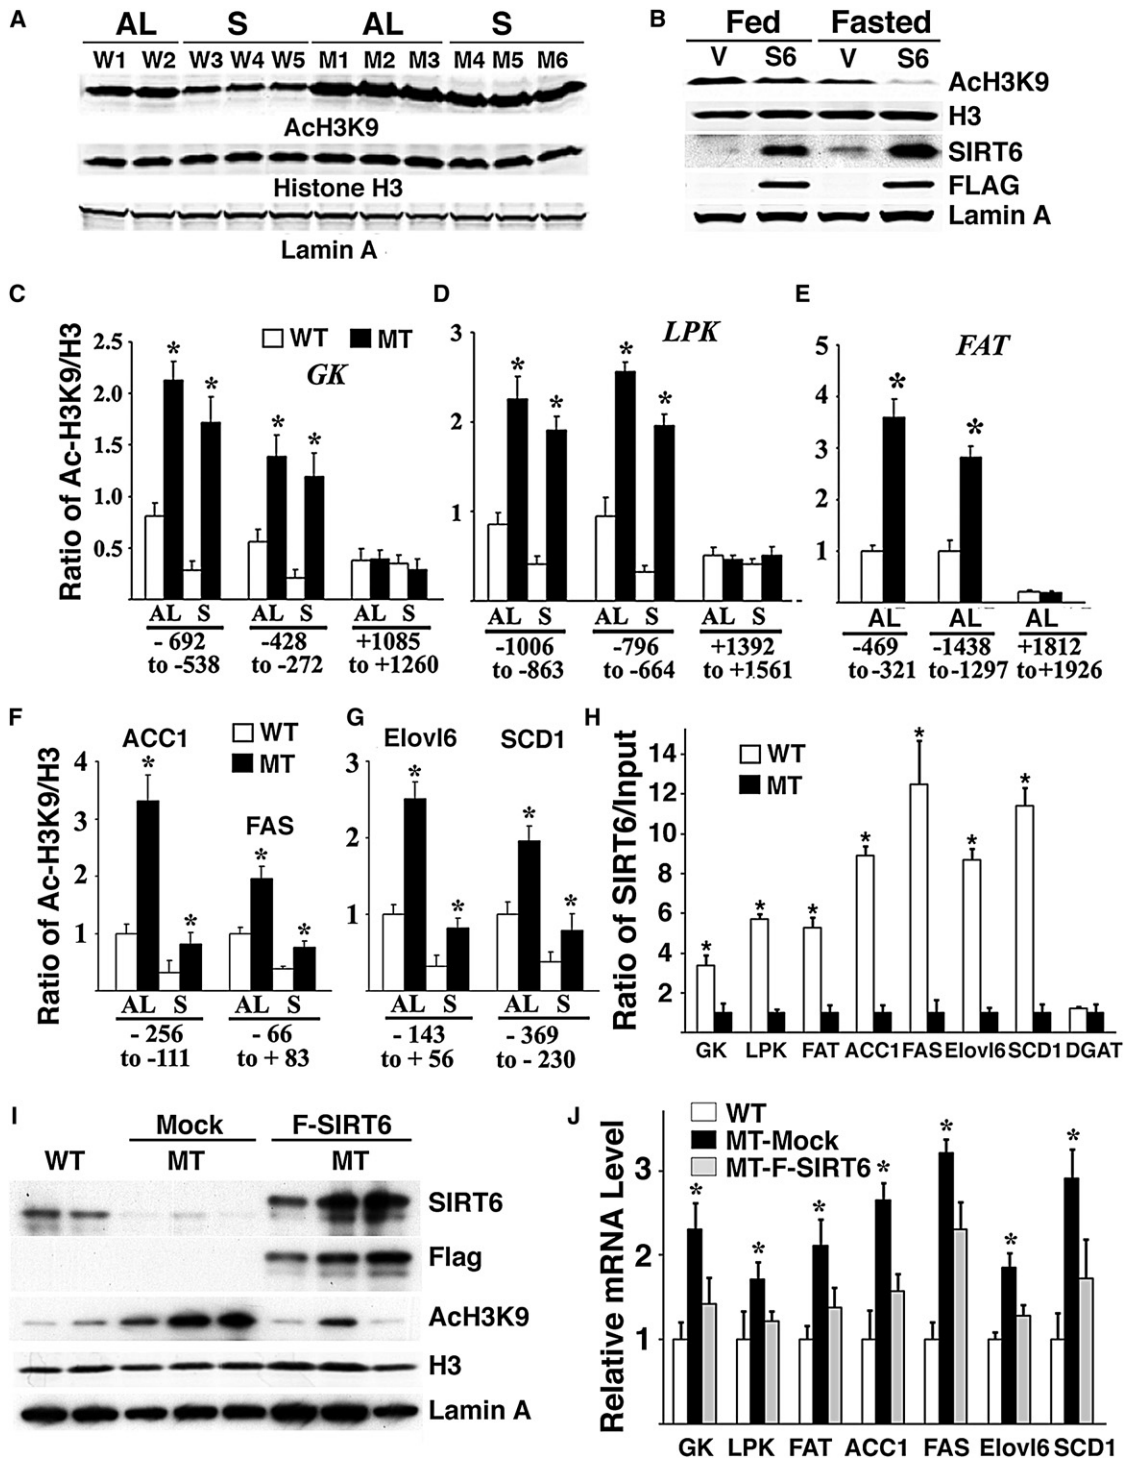 A
AL S AL S
W1 W2 W3 W4 W5 M1 M2 M3 M4 M5 M6
AcH3K9
Histone H3
Lamin A
B
Fed Fasted
V S6 V S6
AcH3K9
H3
SIRT6
FLAG
Lamin A
C
Ratio of Ac-H3K9/H3
2.5
2.0
1.5
1.0
0.5
WT MT
GK
* * * *
AL S AL S AL S
- 692 -428 +1085
to -538 to -272 to +1260
D
LPK
3
2
1
* * * *
AL S AL S AL S
-1006 -796 +1392
to -863 to -664 to +1561
E
FAT
5
4
3
2
1
* *
AL AL AL
-469 -1438 +1812
to -321 to-1297 to+1926
F
Ratio of Ac-H3K9/H3
ACC1
WT
MT
FAS
4
3
2
1
* * * *
AL S AL S
- 256 - 66
to -111 to + 83
G
Elovl6 SCD1
3
2
1
* * * *
AL S AL S
- 143 - 369
to + 56 to - 230
H
Ratio of SIRT6/Input
14
12
10
8
6
4
2
WT
MT
* * * * * * *
GK LPK FAT ACC1 FAS Elovl6 SCD1 DGAT
I
Mock F-SIRT6
WT MT MT
SIRT6
Flag
AcH3K9
H3
Lamin A
J
Relative mRNA Level
3
2
1
WT
MT-Mock
MT-F-SIRT6
* * * * * * *
GK LPK FAT ACC1 FAS Elovl6 SCD1